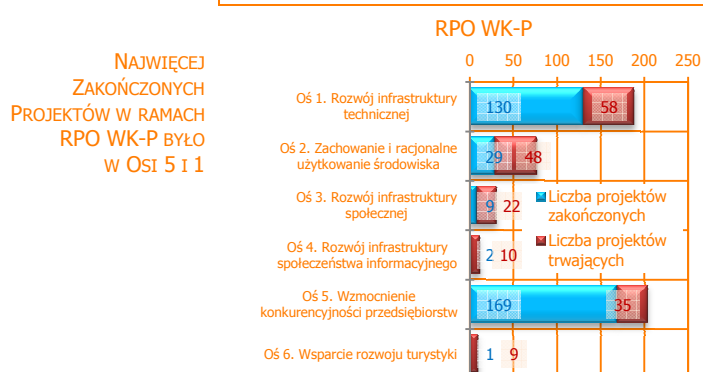 RPO WK-P
NAJWIĘCEJ
ZAKOŃCZONYCH
PROJEKTÓW W RAMACH
RPO WK-P BYŁO
W OSI 5 I 1
0 50 100 150 200 250
Oś 1. Rozwój infrastruktury
technicznej
130 58
Oś 2. Zachowanie i racjonalne
użytkowanie środowiska
29 48
Oś 3. Rozwój infrastruktury
społecznej
9 22
Liczba projektów
zakończonych
Oś 4. Rozwój infrastruktury
społeczeństwa informacyjnego
2 10
Liczba projektów
trwających
Oś 5. Wzmocnienie
konkurencyjności przedsiębiorstw
169 35
Oś 6. Wsparcie rozwoju turystyki
1 9